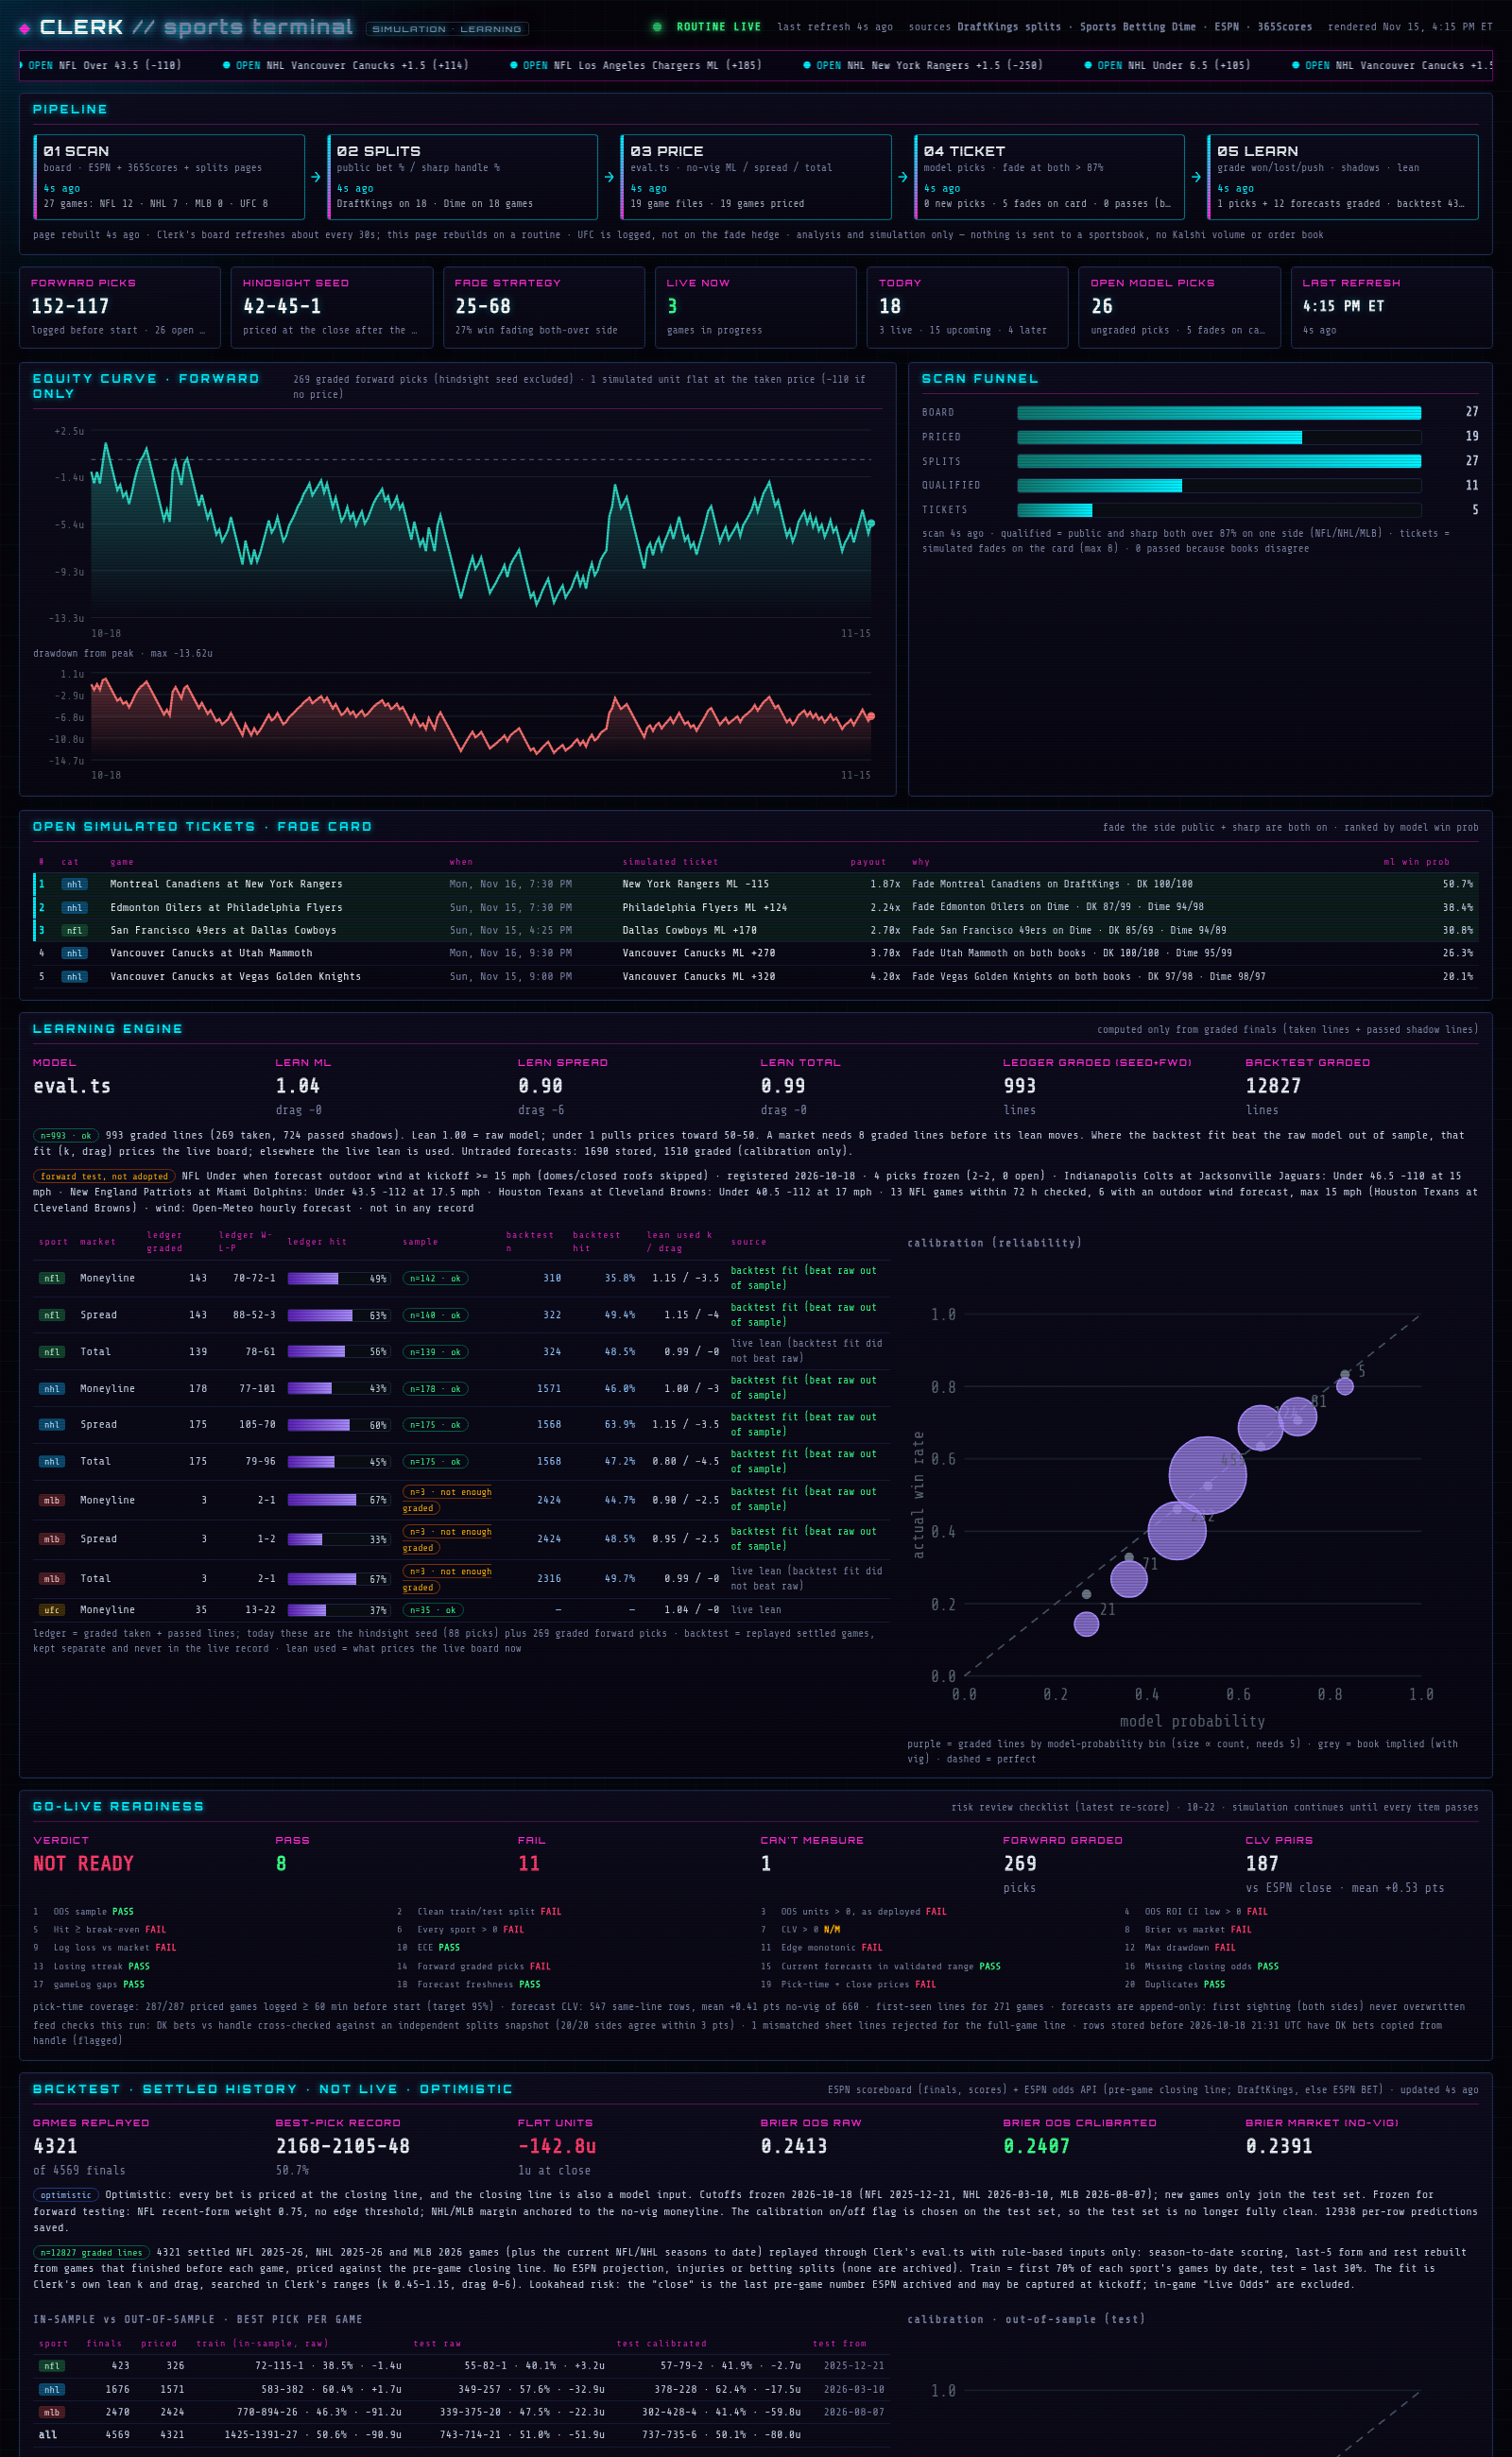 ◆ CLERK // sports terminal SIMULATION · LEARNING
ROUTINE LIVE last refresh 4s ago sources DraftKings splits · Sports Betting Dime · ESPN · 365Scores rendered Nov 15, 4:15 PM ET
● OPEN NFL Over 43.5 (-110) ● OPEN NHL Vancouver Canucks +1.5 (+114) ● OPEN NFL Los Angeles Chargers ML (+185) ● OPEN NHL New York Rangers +1.5 (-250) ● OPEN NHL Under 6.5 (+105) ● OPEN NHL Vancouver Canucks +1.5
PIPELINE
01 SCAN
board · ESPN + 365Scores + splits pages
4s ago
27 games: NFL 12 · NHL 7 · MLB 0 · UFC 8
→
02 SPLITS
public bet % / sharp handle %
4s ago
DraftKings on 18 · Dime on 18 games
→
03 PRICE
eval.ts · no-vig ML / spread / total
4s ago
19 game files · 19 games priced
→
04 TICKET
model picks · fade at both > 87%
4s ago
0 new picks · 5 fades on card · 0 passes (b…
→
05 LEARN
grade won/lost/push · shadows · lean
4s ago
1 picks + 12 forecasts graded · backtest 43…
page rebuilt 4s ago · Clerk's board refreshes about every 30s; this page rebuilds on a routine · UFC is logged, not on the fade hedge · analysis and simulation only — nothing is sent to a sportsbook, no Kalshi volume or order book
FORWARD PICKS
152-117
logged before start · 26 open …
HINDSIGHT SEED
42-45-1
priced at the close after the …
FADE STRATEGY
25-68
27% win fading both-over side
LIVE NOW
3
games in progress
TODAY
18
3 live · 15 upcoming · 4 later
OPEN MODEL PICKS
26
ungraded picks · 5 fades on ca…
LAST REFRESH
4:15 PM ET
4s ago
EQUITY CURVE · FORWARD ONLY
269 graded forward picks (hindsight seed excluded) · 1 simulated unit flat at the taken price (-110 if no price)
+2.5u
-1.4u
-5.4u
-9.3u
-13.3u
10-18 11-15
drawdown from peak · max -13.62u
1.1u
-2.9u
-6.8u
-10.8u
-14.7u
10-18 11-15
SCAN FUNNEL
BOARD 27
PRICED 19
SPLITS 27
QUALIFIED 11
TICKETS 5
scan 4s ago · qualified = public and sharp both over 87% on one side (NFL/NHL/MLB) · tickets =
simulated fades on the card (max 8) · 0 passed because books disagree
OPEN SIMULATED TICKETS · FADE CARD
fade the side public + sharp are both on · ranked by model win prob
# cat game when simulated ticket payout why ml win prob
1 nhl Montreal Canadiens at New York Rangers Mon, Nov 16, 7:30 PM New York Rangers ML -115 1.87x Fade Montreal Canadiens on DraftKings · DK 100/100 50.7%
2 nhl Edmonton Oilers at Philadelphia Flyers Sun, Nov 15, 7:30 PM Philadelphia Flyers ML +124 2.24x Fade Edmonton Oilers on Dime · DK 87/99 · Dime 94/98 38.4%
3 nfl San Francisco 49ers at Dallas Cowboys Sun, Nov 15, 4:25 PM Dallas Cowboys ML +170 2.70x Fade San Francisco 49ers on Dime · DK 85/69 · Dime 94/89 30.8%
4 nhl Vancouver Canucks at Utah Mammoth Mon, Nov 16, 9:30 PM Vancouver Canucks ML +270 3.70x Fade Utah Mammoth on both books · DK 100/100 · Dime 95/99 26.3%
5 nhl Vancouver Canucks at Vegas Golden Knights Sun, Nov 15, 9:00 PM Vancouver Canucks ML +320 4.20x Fade Vegas Golden Knights on both books · DK 97/98 · Dime 98/97 20.1%
LEARNING ENGINE
computed only from graded finals (taken lines + passed shadow lines)
MODEL
eval.ts
LEAN ML
1.04
drag -0
LEAN SPREAD
0.90
drag -6
LEAN TOTAL
0.99
drag -0
LEDGER GRADED (SEED+FWD)
993
lines
BACKTEST GRADED
12827
lines
n=993 · ok 993 graded lines (269 taken, 724 passed shadows). Lean 1.00 = raw model; under 1 pulls prices toward 50-50. A market needs 8 graded lines before its lean moves. Where the backtest fit beat the raw model out of sample, that
fit (k, drag) prices the live board; elsewhere the live lean is used. Untraded forecasts: 1690 stored, 1510 graded (calibration only).
forward test, not adopted NFL Under when forecast outdoor wind at kickoff >= 15 mph (domes/closed roofs skipped) · registered 2026-10-18 · 4 picks frozen (2-2, 0 open) · Indianapolis Colts at Jacksonville Jaguars: Under 46.5 -110 at 15
mph · New England Patriots at Miami Dolphins: Under 43.5 -112 at 17.5 mph · Houston Texans at Cleveland Browns: Under 40.5 -112 at 17 mph · 13 NFL games within 72 h checked, 6 with an outdoor wind forecast, max 15 mph (Houston Texans at
Cleveland Browns) · wind: Open-Meteo hourly forecast · not in any record
sport market ledger graded ledger W-L-P ledger hit sample backtest n backtest hit lean used k / drag source
nfl Moneyline 143 70-72-1 49% n=142 · ok 310 35.8% 1.15 / -3.5 backtest fit (beat raw out of sample)
nfl Spread 143 88-52-3 63% n=140 · ok 322 49.4% 1.15 / -4 backtest fit (beat raw out of sample)
nfl Total 139 78-61 56% n=139 · ok 324 48.5% 0.99 / -0 live lean (backtest fit did not beat raw)
nhl Moneyline 178 77-101 43% n=178 · ok 1571 46.0% 1.00 / -3 backtest fit (beat raw out of sample)
nhl Spread 175 105-70 60% n=175 · ok 1568 63.9% 1.15 / -3.5 backtest fit (beat raw out of sample)
nhl Total 175 79-96 45% n=175 · ok 1568 47.2% 0.80 / -4.5 backtest fit (beat raw out of sample)
mlb Moneyline 3 2-1 67% n=3 · not enough graded 2424 44.7% 0.90 / -2.5 backtest fit (beat raw out of sample)
mlb Spread 3 1-2 33% n=3 · not enough graded 2424 48.5% 0.95 / -2.5 backtest fit (beat raw out of sample)
mlb Total 3 2-1 67% n=3 · not enough graded 2316 49.7% 0.99 / -0 live lean (backtest fit did not beat raw)
ufc Moneyline 35 13-22 37% n=35 · ok — — 1.04 / -0 live lean
ledger = graded taken + passed lines; today these are the hindsight seed (88 picks) plus 269 graded forward picks · backtest = replayed settled games,
kept separate and never in the live record · lean used = what prices the live board now
calibration (reliability)
1.0
0.8
0.6
0.4
0.2
0.0
actual win rate
21
71
81
5
0.0 0.2 0.4 0.6 0.8 1.0
model probability
purple = graded lines by model-probability bin (size ∝ count, needs 5) · grey = book implied (with
vig) · dashed = perfect
GO-LIVE READINESS
risk review checklist (latest re-score) · 10-22 · simulation continues until every item passes
VERDICT
NOT READY
PASS
8
FAIL
11
CAN'T MEASURE
1
FORWARD GRADED
269
picks
CLV PAIRS
187
vs ESPN close · mean +0.53 pts
1 OOS sample PASS 2 Clean train/test split FAIL 3 OOS units > 0, as deployed FAIL 4 OOS ROI CI low > 0 FAIL
5 Hit ≥ break-even FAIL 6 Every sport > 0 FAIL 7 CLV > 0 N/M 8 Brier vs market FAIL
9 Log loss vs market FAIL 10 ECE PASS 11 Edge monotonic FAIL 12 Max drawdown FAIL
13 Losing streak PASS 14 Forward graded picks FAIL 15 Current forecasts in validated range PASS 16 Missing closing odds PASS
17 gameLog gaps PASS 18 Forecast freshness PASS 19 Pick-time + close prices FAIL 20 Duplicates PASS
pick-time coverage: 287/287 priced games logged ≥ 60 min before start (target 95%) · forecast CLV: 547 same-line rows, mean +0.41 pts no-vig of 660 · first-seen lines for 271 games · forecasts are append-only: first sighting (both sides) never overwritten
feed checks this run: DK bets vs handle cross-checked against an independent splits snapshot (20/20 sides agree within 3 pts) · 1 mismatched sheet lines rejected for the full-game line · rows stored before 2026-10-18 21:31 UTC have DK bets copied from
handle (flagged)
BACKTEST · SETTLED HISTORY · NOT LIVE · OPTIMISTIC
ESPN scoreboard (finals, scores) + ESPN odds API (pre-game closing line; DraftKings, else ESPN BET) · updated 4s ago
GAMES REPLAYED
4321
of 4569 finals
BEST-PICK RECORD
2168-2105-48
50.7%
FLAT UNITS
-142.8u
1u at close
BRIER OOS RAW
0.2413
BRIER OOS CALIBRATED
0.2407
BRIER MARKET (NO-VIG)
0.2391
optimistic Optimistic: every bet is priced at the closing line, and the closing line is also a model input. Cutoffs frozen 2026-10-18 (NFL 2025-12-21, NHL 2026-03-10, MLB 2026-08-07); new games only join the test set. Frozen for
forward testing: NFL recent-form weight 0.75, no edge threshold; NHL/MLB margin anchored to the no-vig moneyline. The calibration on/off flag is chosen on the test set, so the test set is no longer fully clean. 12938 per-row predictions
saved.
n=12827 graded lines 4321 settled NFL 2025-26, NHL 2025-26 and MLB 2026 games (plus the current NFL/NHL seasons to date) replayed through Clerk's eval.ts with rule-based inputs only: season-to-date scoring, last-5 form and rest rebuilt
from games that finished before each game, priced against the pre-game closing line. No ESPN projection, injuries or betting splits (none are archived). Train = first 70% of each sport's games by date, test = last 30%. The fit is
Clerk's own lean k and drag, searched in Clerk's ranges (k 0.45-1.15, drag 0-6). Lookahead risk: the "close" is the last pre-game number ESPN archived and may be captured at kickoff; in-game "Live Odds" are excluded.
IN-SAMPLE vs OUT-OF-SAMPLE · BEST PICK PER GAME
sport finals priced train (in-sample, raw) test raw test calibrated test from
nfl 423 326 72-115-1 · 38.5% · -1.4u 55-82-1 · 40.1% · +3.2u 57-79-2 · 41.9% · -2.7u 2025-12-21
nhl 1676 1571 583-382 · 60.4% · +1.7u 349-257 · 57.6% · -32.9u 378-228 · 62.4% · -17.5u 2026-03-10
mlb 2470 2424 770-894-26 · 46.3% · -91.2u 339-375-20 · 47.5% · -22.3u 302-428-4 · 41.4% · -59.8u 2026-08-07
all 4569 4321 1425-1391-27 · 50.6% · -90.9u 743-714-21 · 51.0% · -51.9u 737-735-6 · 50.1% · -80.0u
calibration · out-of-sample (test)
1.0